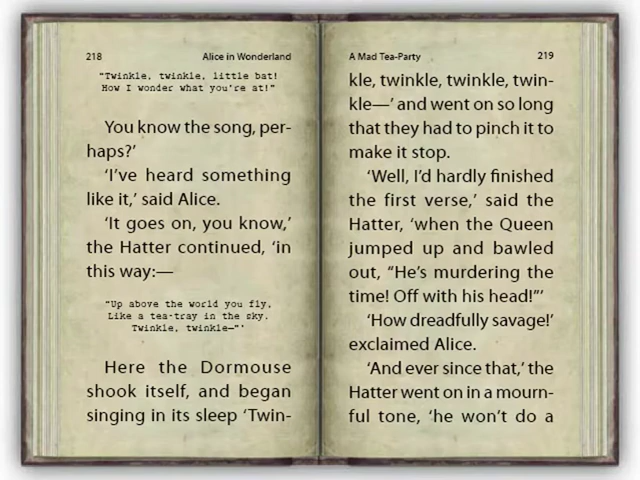 218 Alice in Wonderland
“Twinkle, twinkle, little bat!
How I wonder what you're at!”
You know the song, per-
haps?’
‘I’ve heard something
like it,’ said Alice.
‘It goes on, you know,’
the Hatter continued, ‘in
this way:—
“Up above the world you fly,
Like a tea-tray in the sky.
Twinkle, twinkle—”’
Here the Dormouse
shook itself, and began
singing in its sleep ‘Twin-
A Mad Tea-Party 219
kle, twinkle, twinkle, twin-
kle—’ and went on so long
that they had to pinch it to
make it stop.
‘Well, I’d hardly finished
the first verse,’ said the
Hatter, ‘when the Queen
jumped up and bawled
out, “He’s murdering the
time! Off with his head!”’
‘How dreadfully savage!’
exclaimed Alice.
‘And ever since that,’ the
Hatter went on in a mourn-
ful tone, ‘he won’t do a